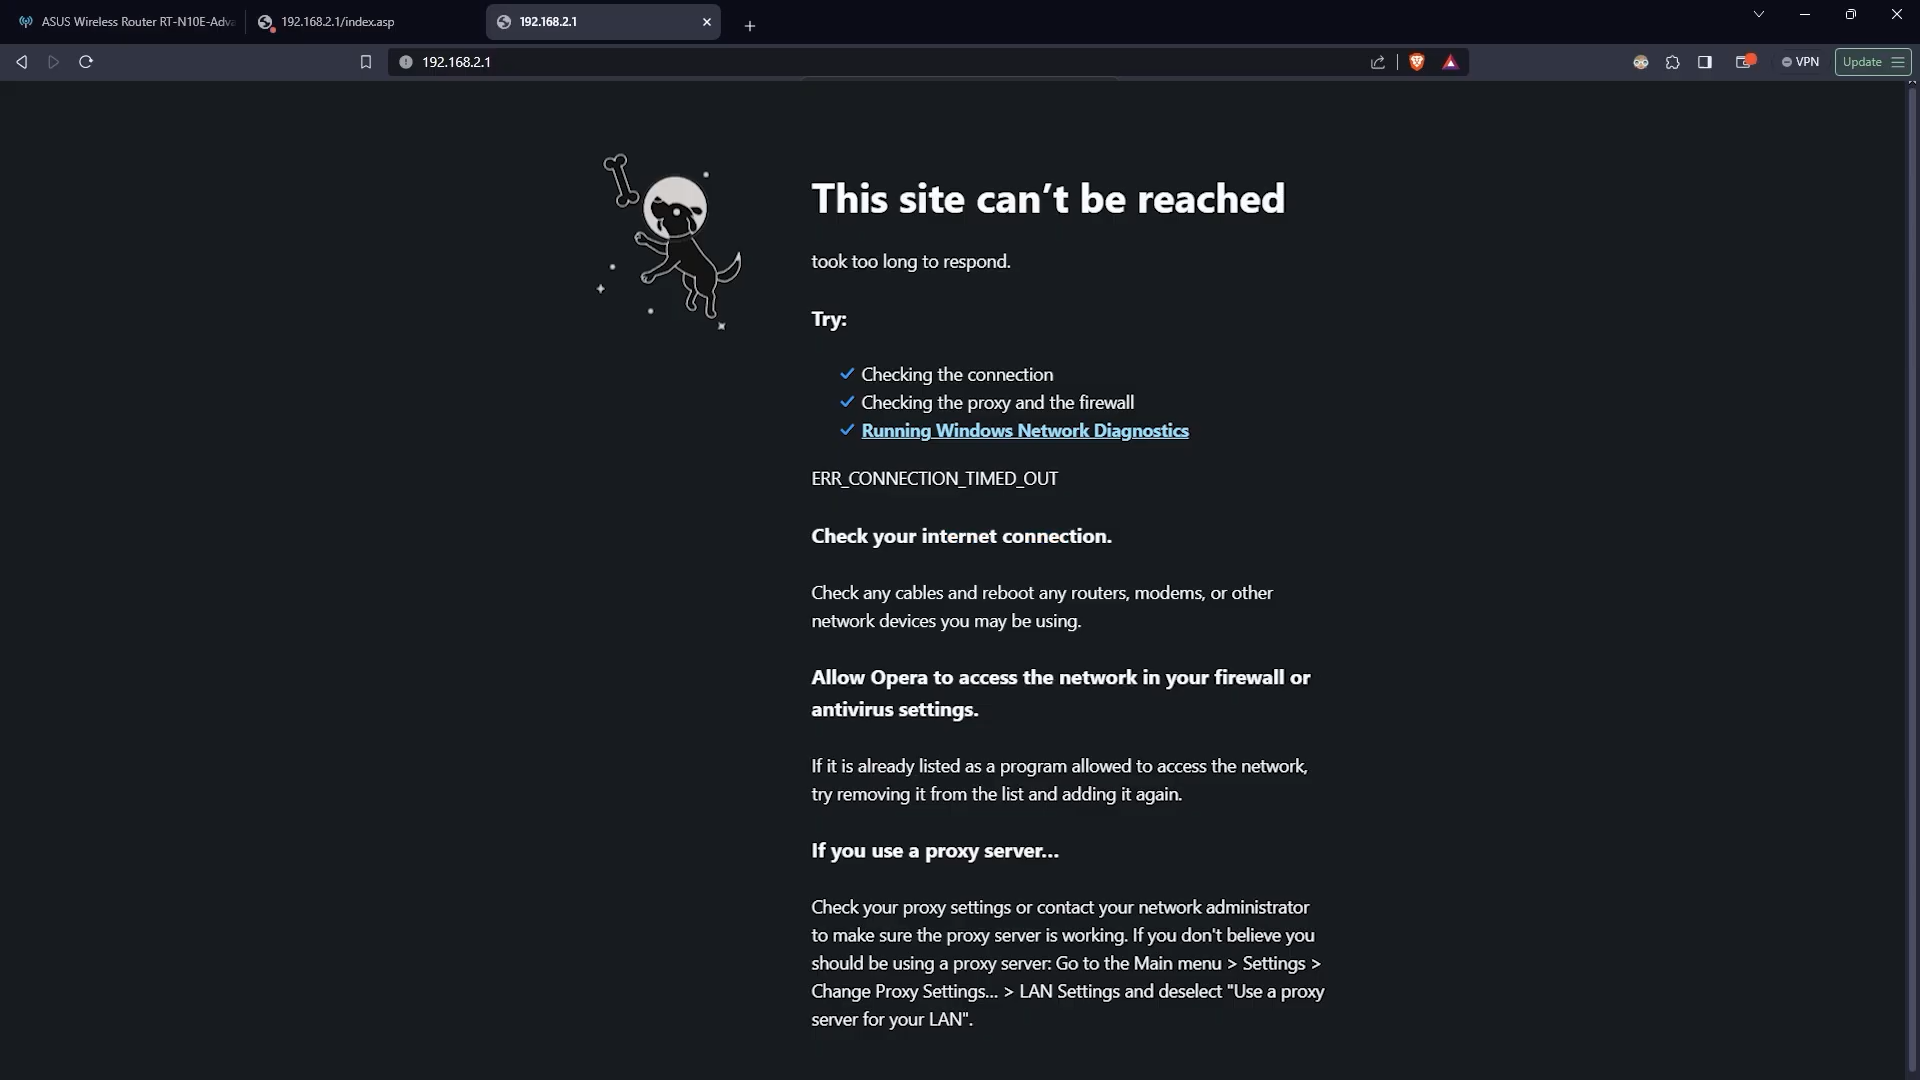 ASUS Wireless Router RT-N10E-Adva
192.168.2.1/index.asp
192.168.2.1
192.168.2.1
VPN
Update
This site can’t be reached
took too long to respond.
Try:
Checking the connection
Checking the proxy and the firewall
Running Windows Network Diagnostics
ERR_CONNECTION_TIMED_OUT
Check your internet connection.
Check any cables and reboot any routers, modems, or other
network devices you may be using.
Allow Opera to access the network in your firewall or
antivirus settings.
If it is already listed as a program allowed to access the network,
try removing it from the list and adding it again.
If you use a proxy server...
Check your proxy settings or contact your network administrator
to make sure the proxy server is working. If you don't believe you
should be using a proxy server: Go to the Main menu > Settings >
Change Proxy Settings... > LAN Settings and deselect "Use a proxy
server for your LAN".